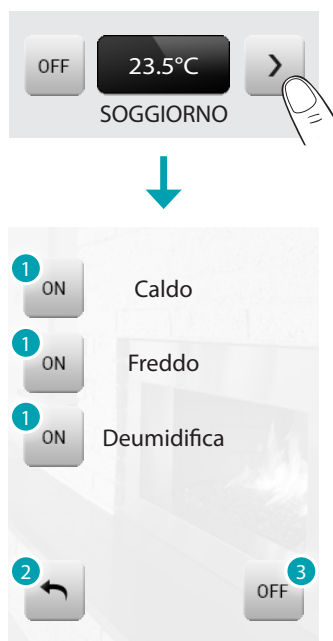 OFF 23.5°C >
SOGGIORNO
1 ON Caldo
1 ON Freddo
1 ON Deumidifica
2 OFF 3